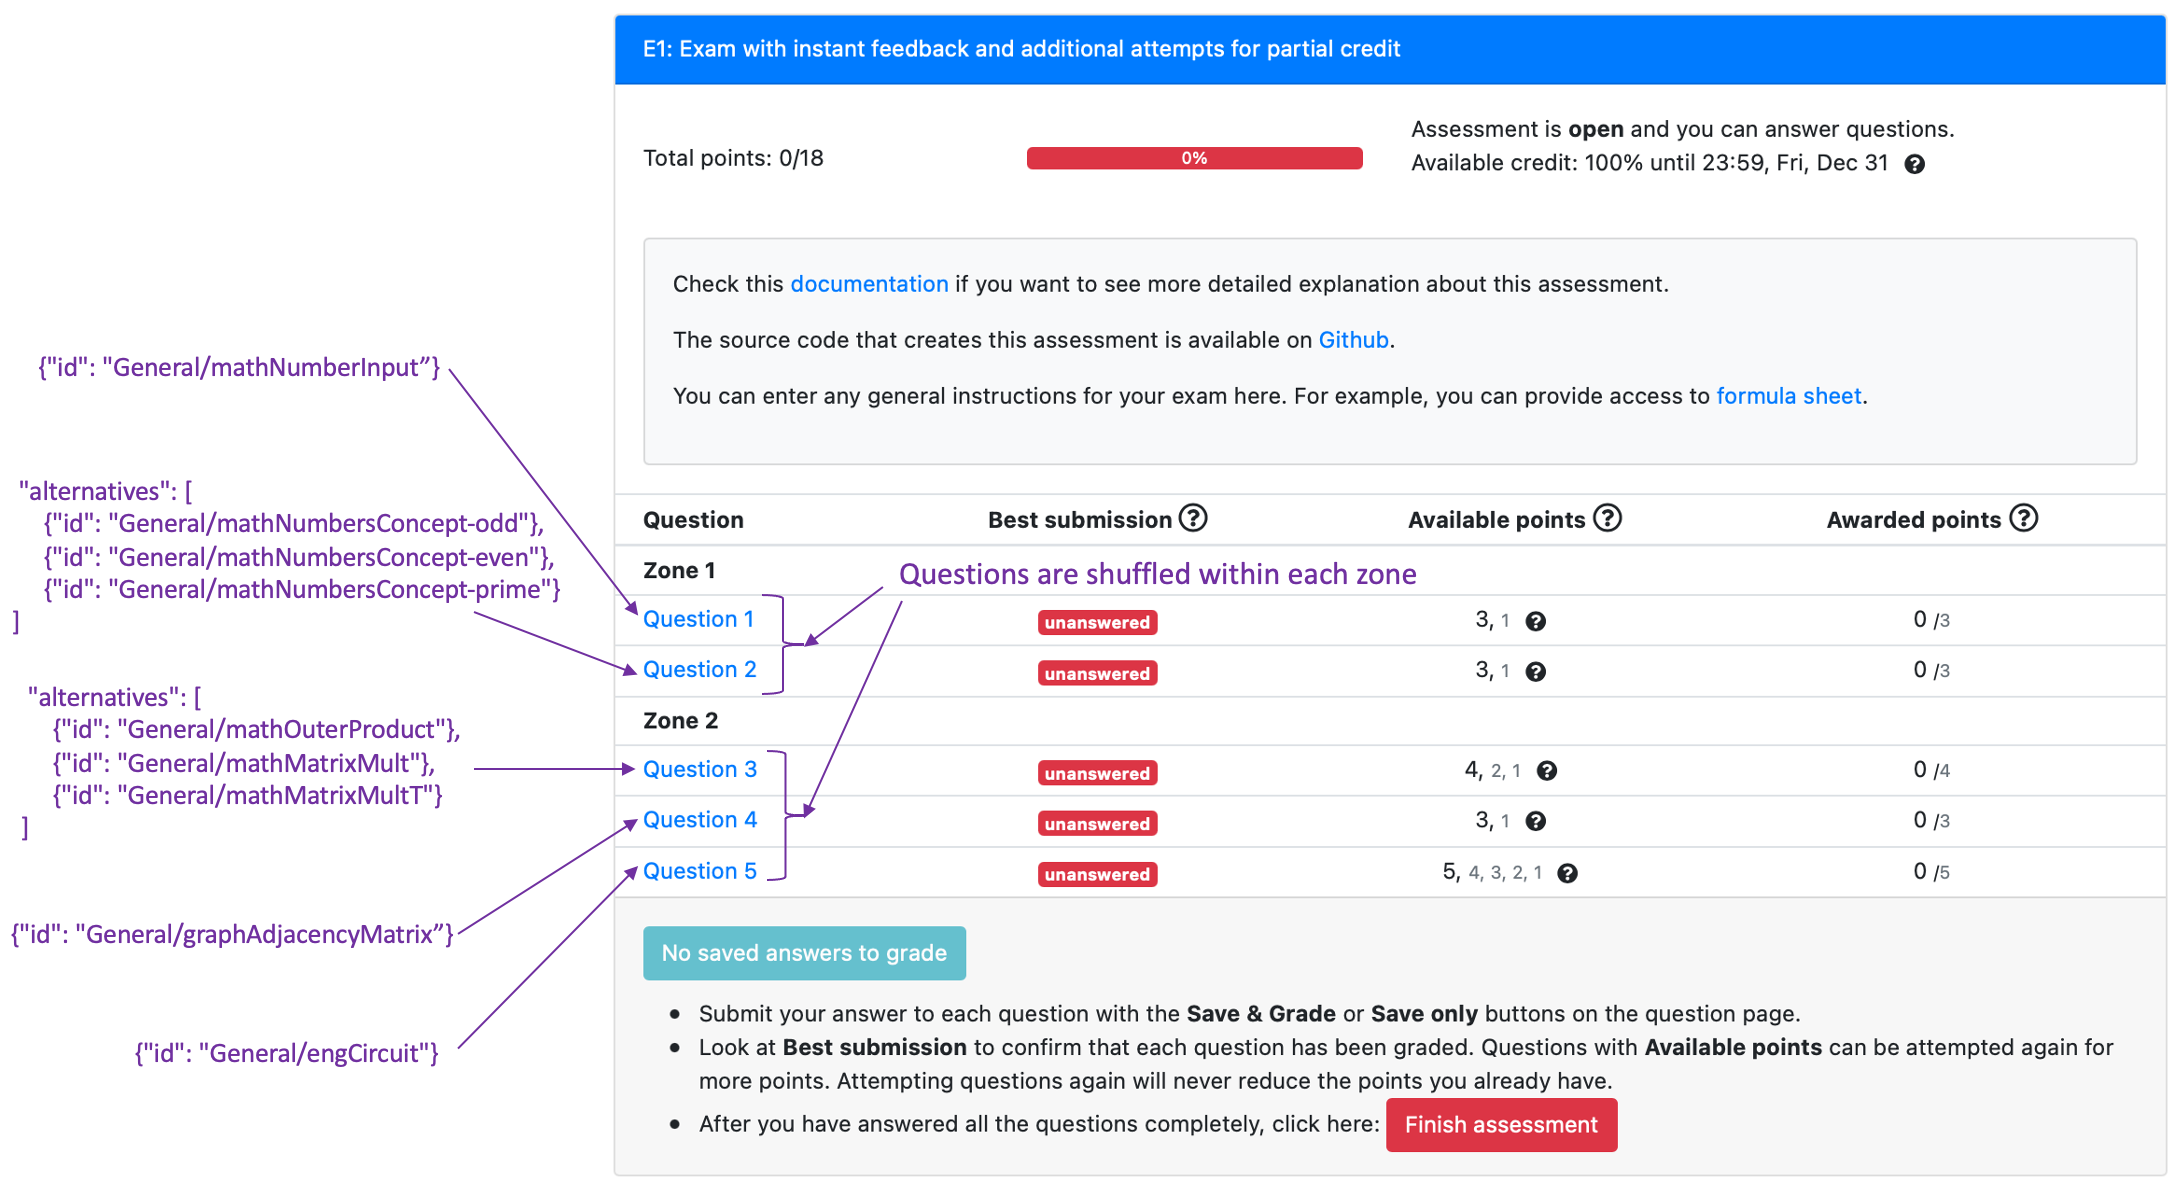 E1: Exam with instant feedback and additional attempts for partial credit
Total points: 0/18
0%
Assessment is open and you can answer questions.
Available credit: 100% until 23:59, Fri, Dec 31 ?
Check this documentation if you want to see more detailed explanation about this assessment.
The source code that creates this assessment is available on Github.
You can enter any general instructions for your exam here. For example, you can provide access to formula sheet.
{"id": "General/mathNumberInput”}
"alternatives": [
{"id": "General/mathNumbersConcept-odd"},
{"id": "General/mathNumbersConcept-even"},
{"id": "General/mathNumbersConcept-prime"}
]
"alternatives": [
{"id": "General/mathOuterProduct"},
{"id": "General/mathMatrixMult"},
{"id": "General/mathMatrixMultT"}
]
{"id": "General/graphAdjacencyMatrix”}
{"id": "General/engCircuit"}
Question Best submission ? Available points ? Awarded points ?
Zone 1
Questions are shuffled within each zone
Question 1 unanswered 3, 1 ? 0 /3
Question 2 unanswered 3, 1 ? 0 /3
Zone 2
Question 3 unanswered 4, 2, 1 ? 0 /4
Question 4 unanswered 3, 1 ? 0 /3
Question 5 unanswered 5, 4, 3, 2, 1 ? 0 /5
No saved answers to grade
• Submit your answer to each question with the Save & Grade or Save only buttons on the question page.
• Look at Best submission to confirm that each question has been graded. Questions with Available points can be attempted again for
more points. Attempting questions again will never reduce the points you already have.
• After you have answered all the questions completely, click here: Finish assessment